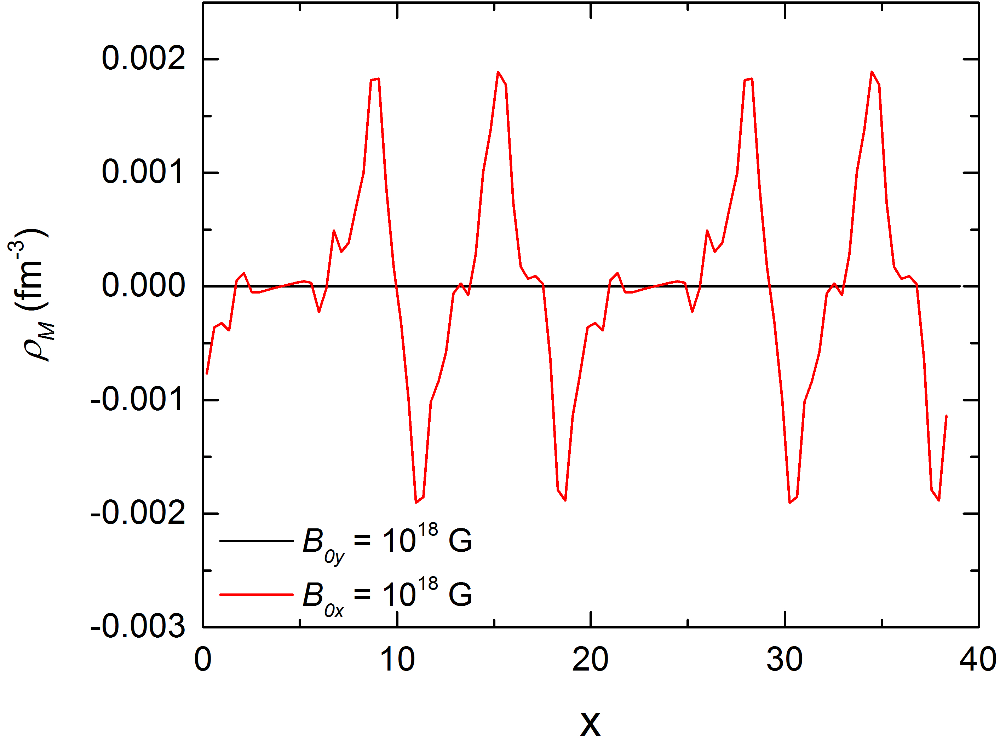 0.002
0.001
0.000
-0.001
-0.002
-0.003
ρM (fm-3)
B0y = 10^18 G
B0x = 10^18 G
0 10 20 30 40
x